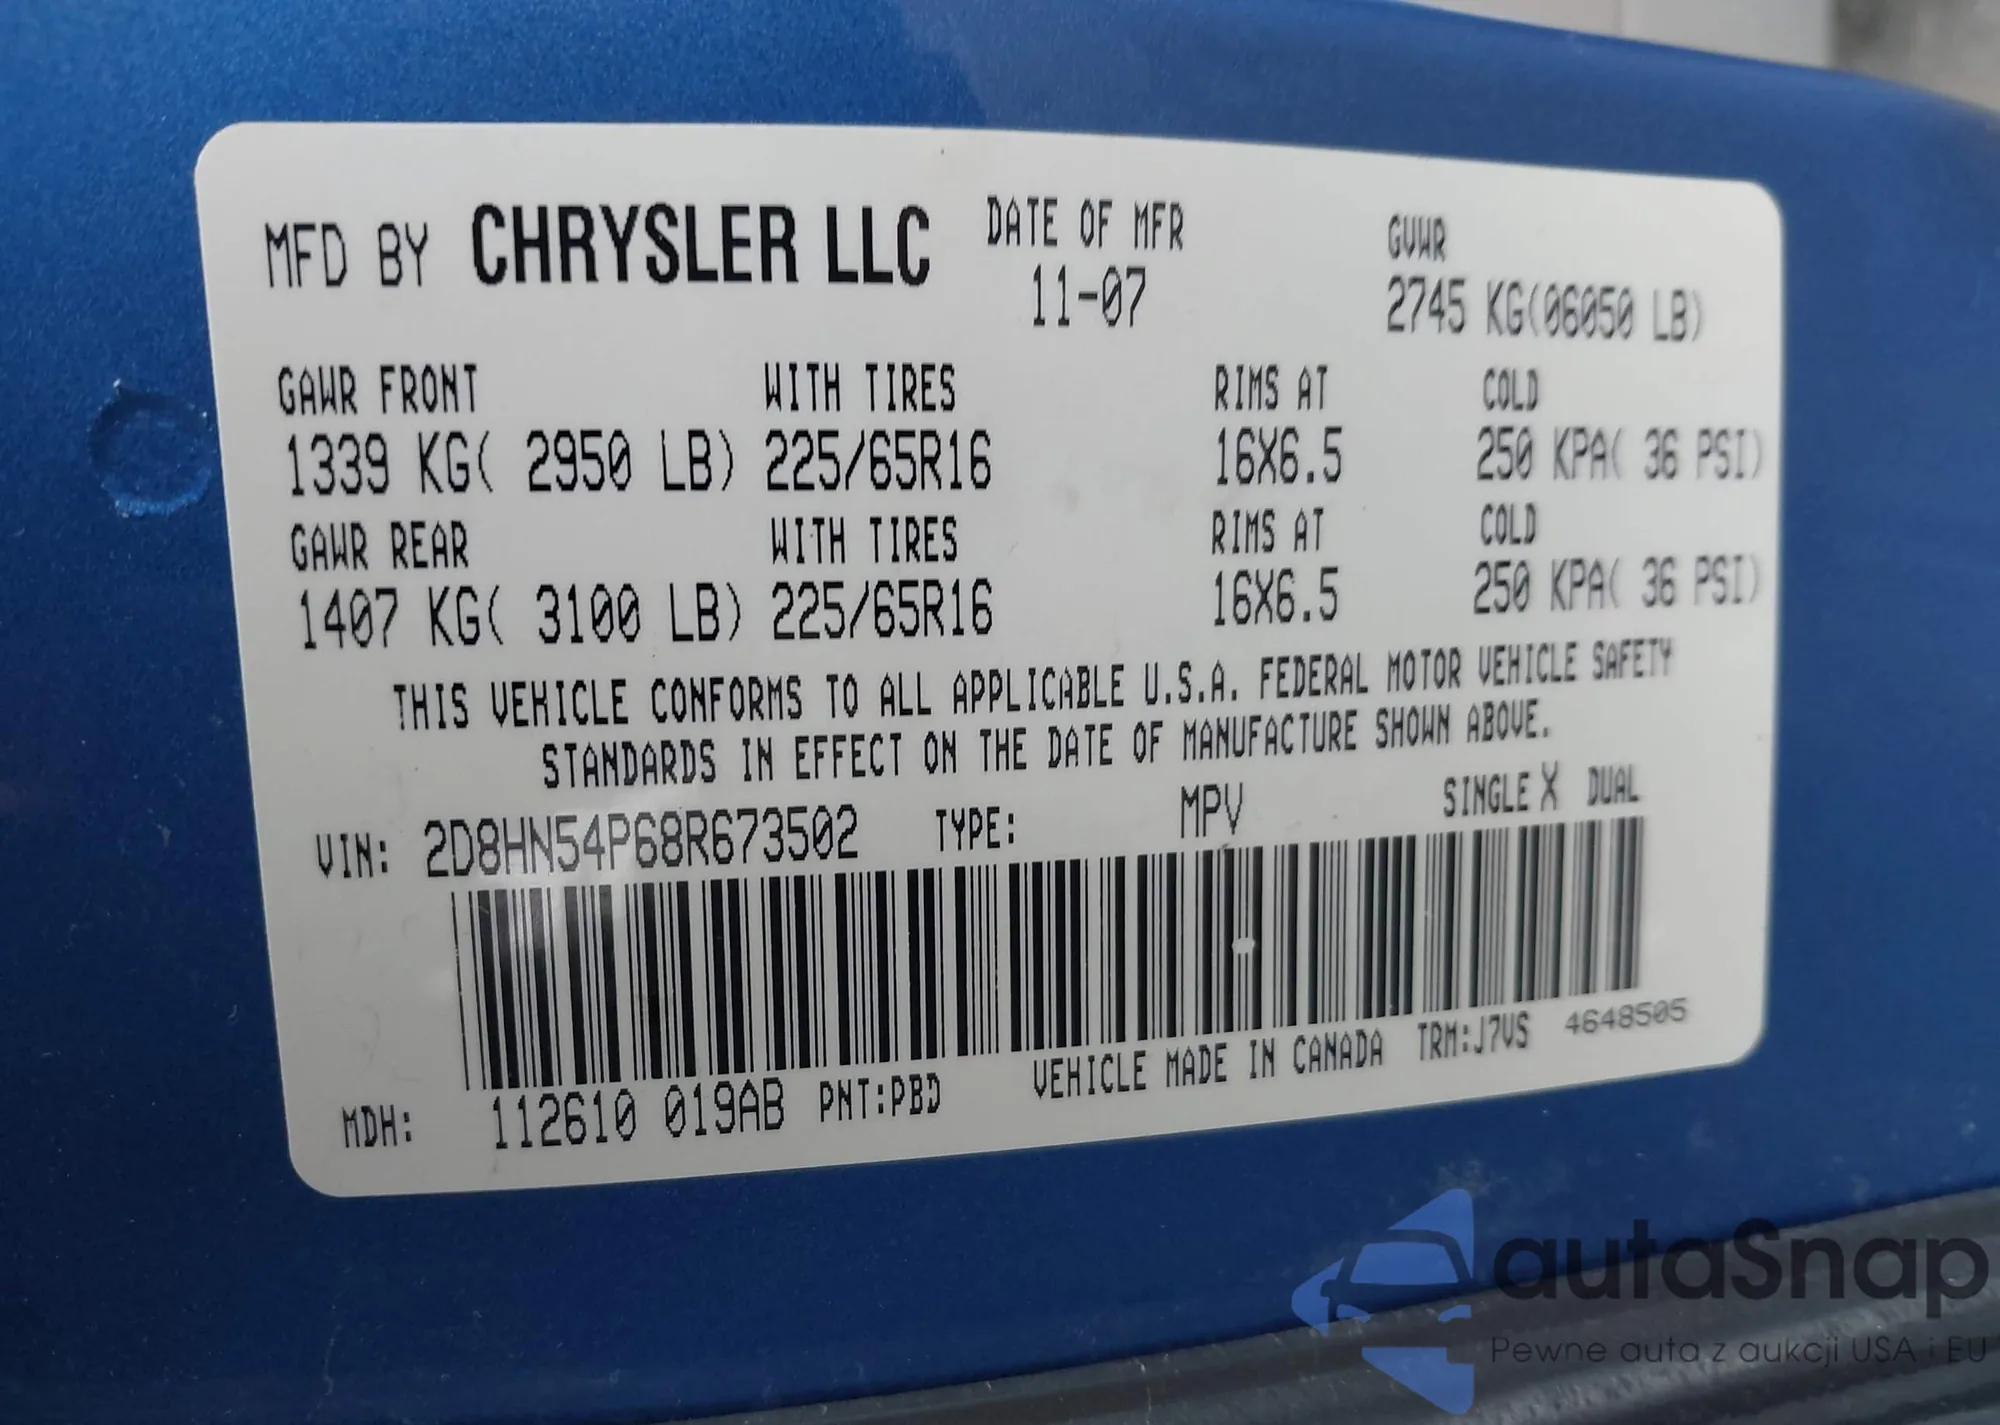 MFD BY CHRYSLER LLC DATE OF MFR GVWR
11-07 2745 KG(06050 LB)
GAWR FRONT WITH TIRES RIMS AT COLD
1339 KG( 2950 LB) 225/65R16 16X6.5 250 KPA( 36 PSI)
GAWR REAR WITH TIRES RIMS AT COLD
1407 KG( 3100 LB) 225/65R16 16X6.5 250 KPA( 36 PSI)
THIS VEHICLE CONFORMS TO ALL APPLICABLE U.S.A. FEDERAL MOTOR VEHICLE SAFETY
STANDARDS IN EFFECT ON THE DATE OF MANUFACTURE SHOWN ABOVE.
VIN: 2D8HN54P68R673502 TYPE: MPV SINGLE X DUAL
MDH: 112610 019AB PNT:PBD VEHICLE MADE IN CANADA TRM:J7VS 4648505
autaSnap
Pewne auta z aukcji USA i EU